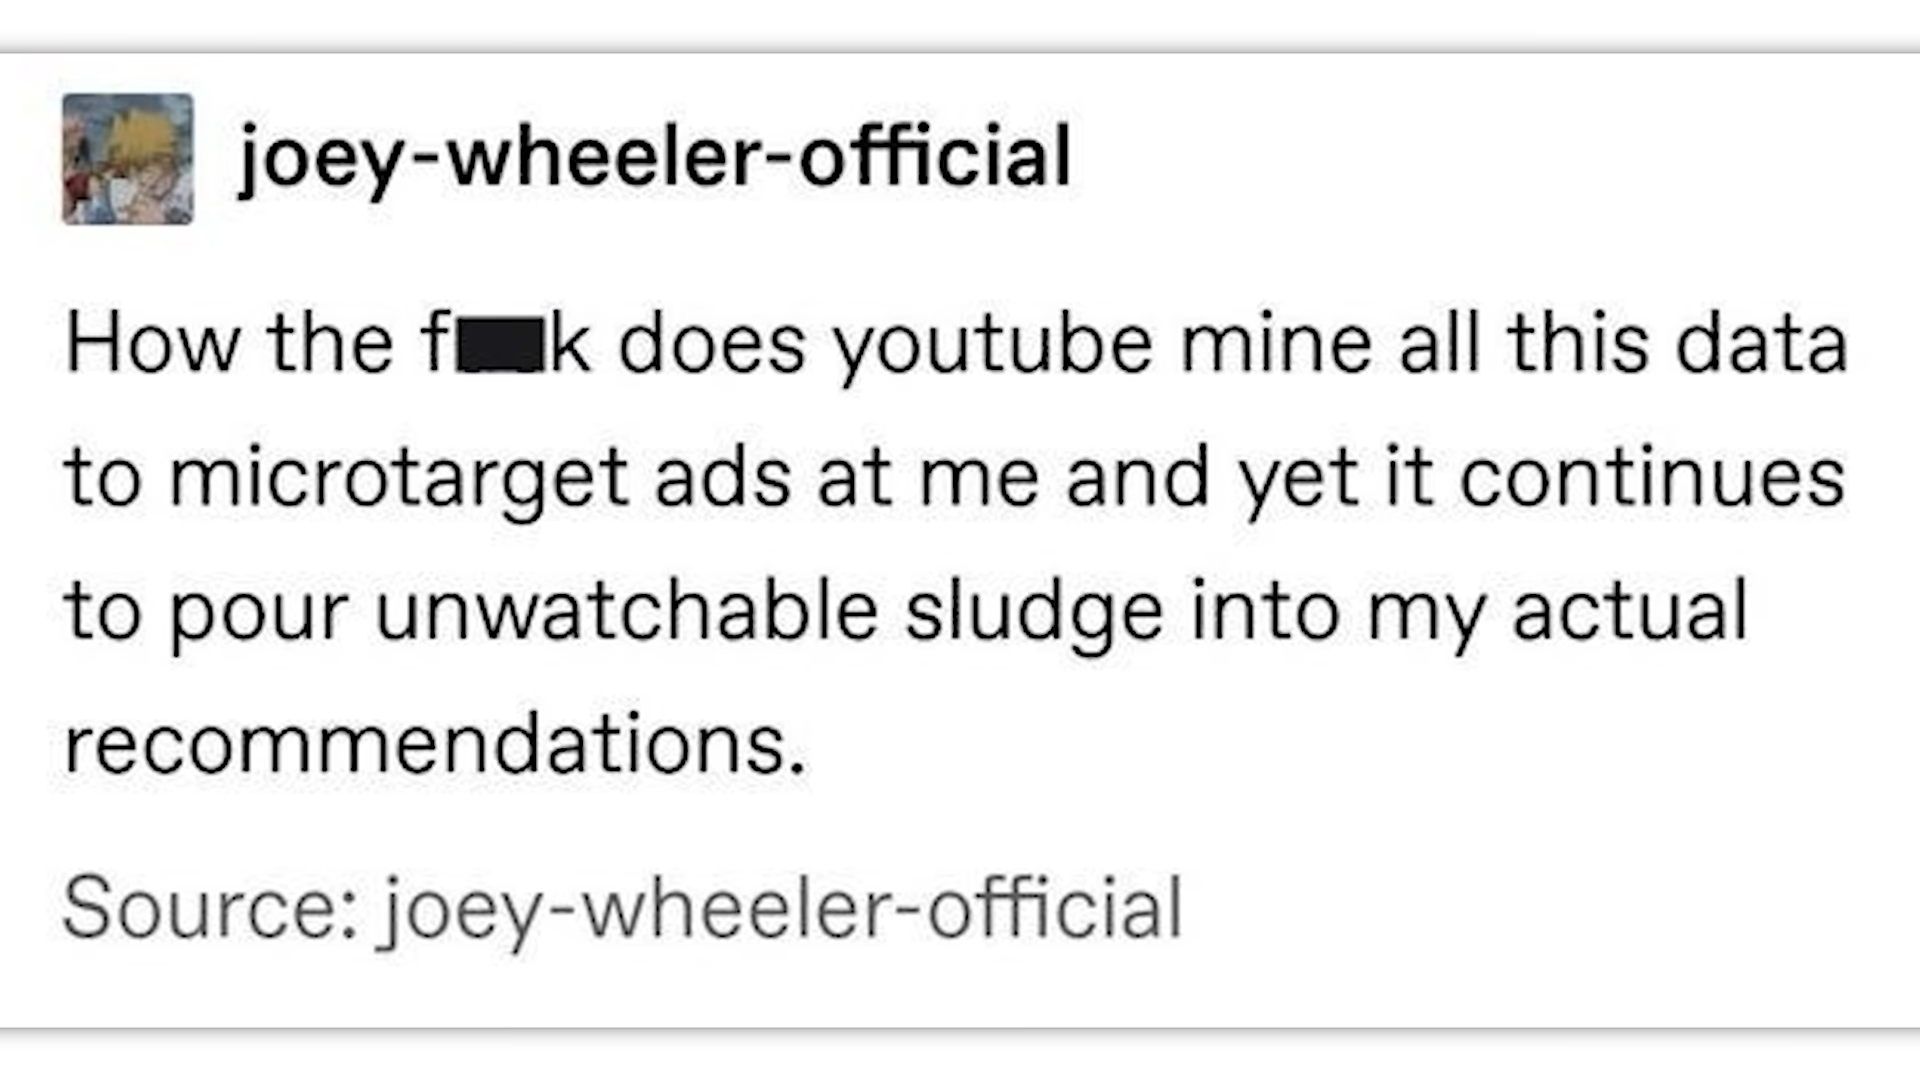 joey-wheeler-official
How the f██k does youtube mine all this data
to microtarget ads at me and yet it continues
to pour unwatchable sludge into my actual
recommendations.
Source: joey-wheeler-official